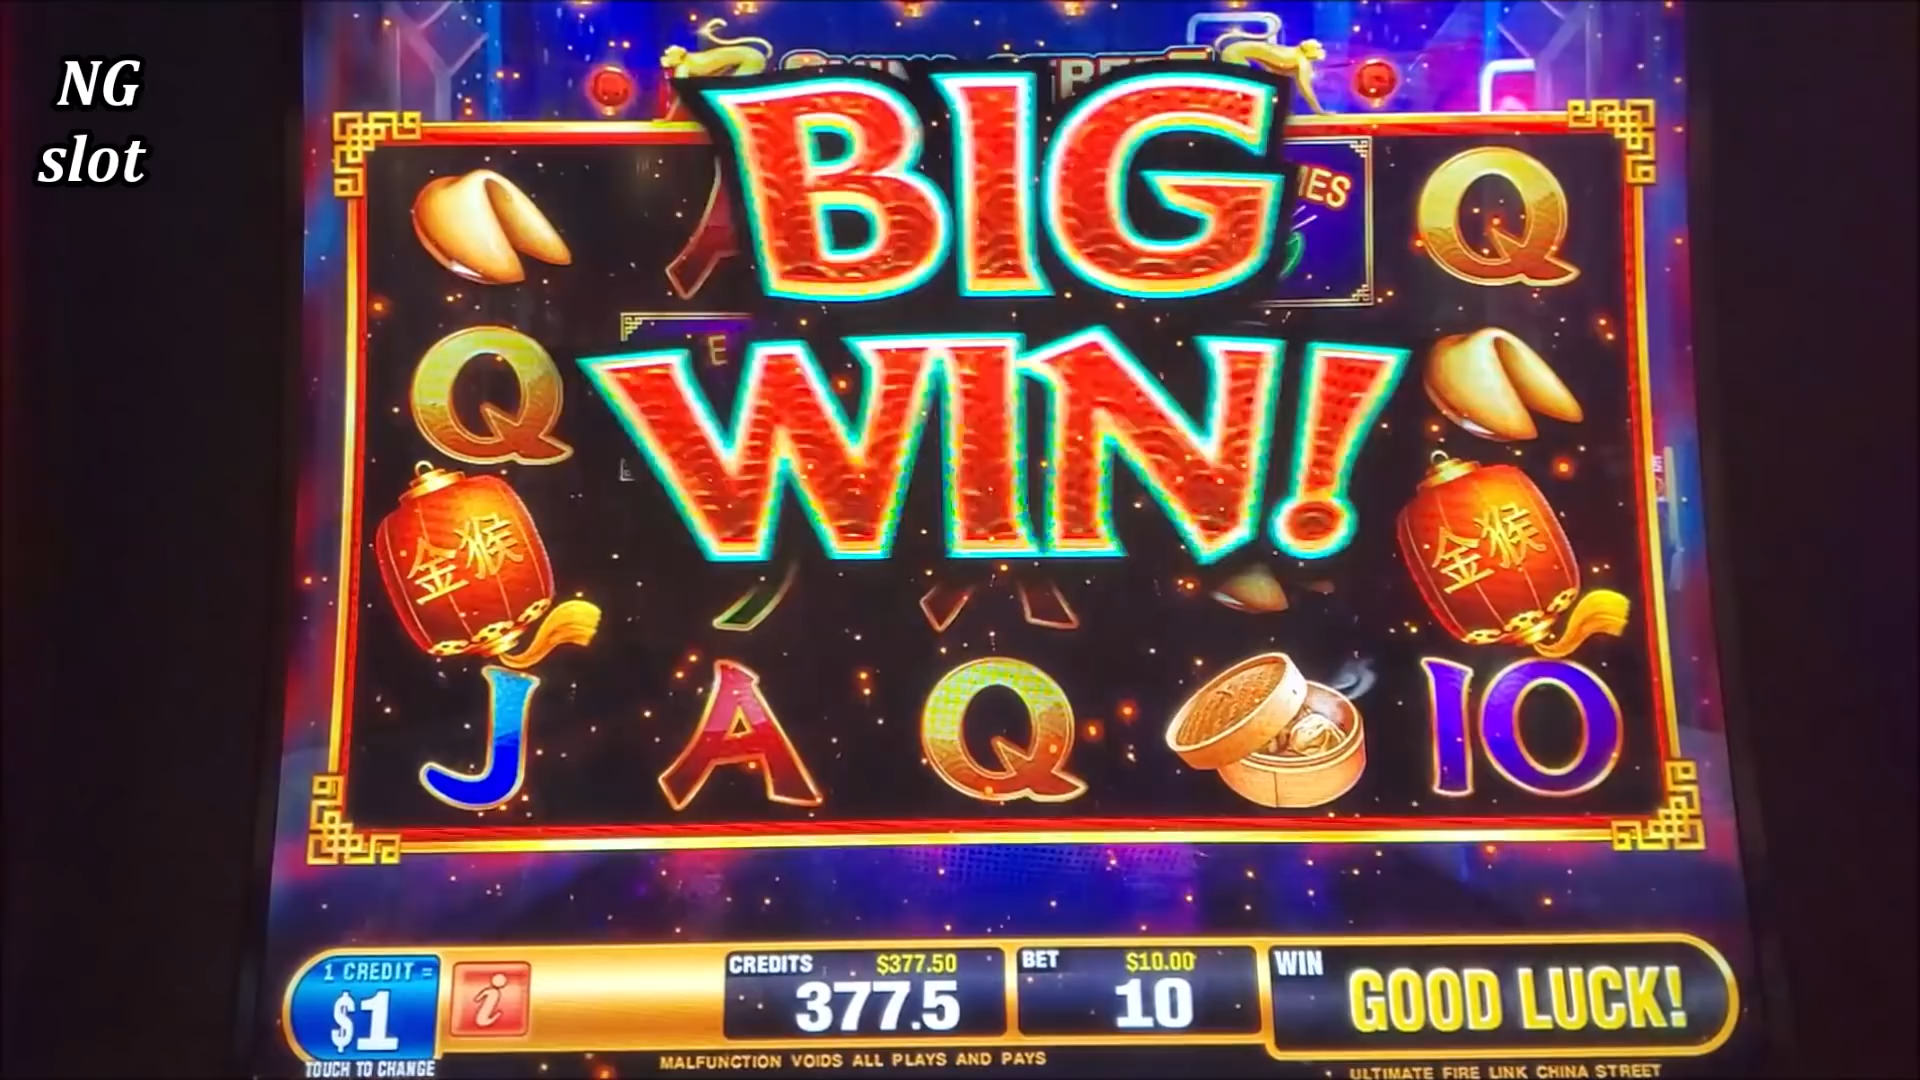 NG
slot
BIG
WIN!
Q
Q
金猴
金猴
J A Q 10
1 CREDIT =
$1
TOUCH TO CHANGE
i
CREDITS $377.50
377.5
BET $10.00
10
WIN
GOOD LUCK!
MALFUNCTION VOIDS ALL PLAYS AND PAYS
ULTIMATE FIRE LINK CHINA STREET